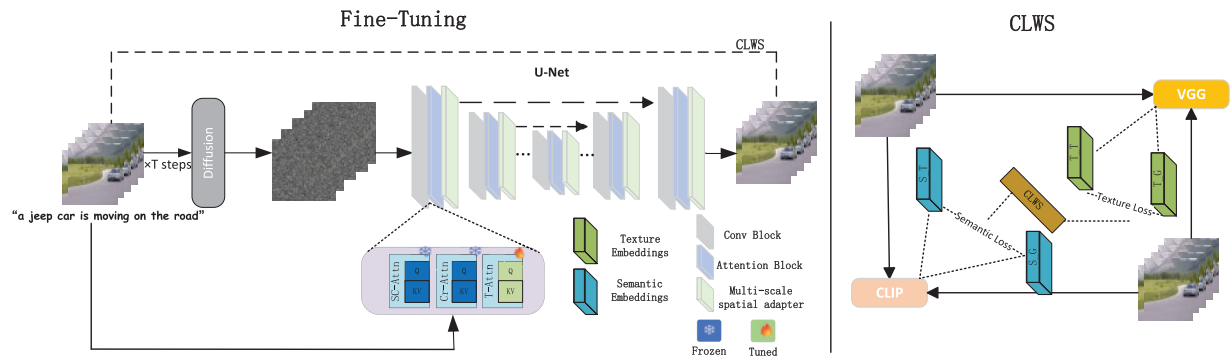 Fine-Tuning
CLWS
CLWS
U-Net
VGG
Diffusion
×T steps
"a jeep car is moving on the road"
S T
T T
T G
CLWS
Texture Loss
Semantic Loss
S G
Texture
Embeddings
Conv Block
Semantic
Embeddings
Attention Block
Multi-scale
spatial adapter
SC-Attn
Q
KV
Q
KV
T-Attn
Q
KV
CLIP
Frozen
Tuned